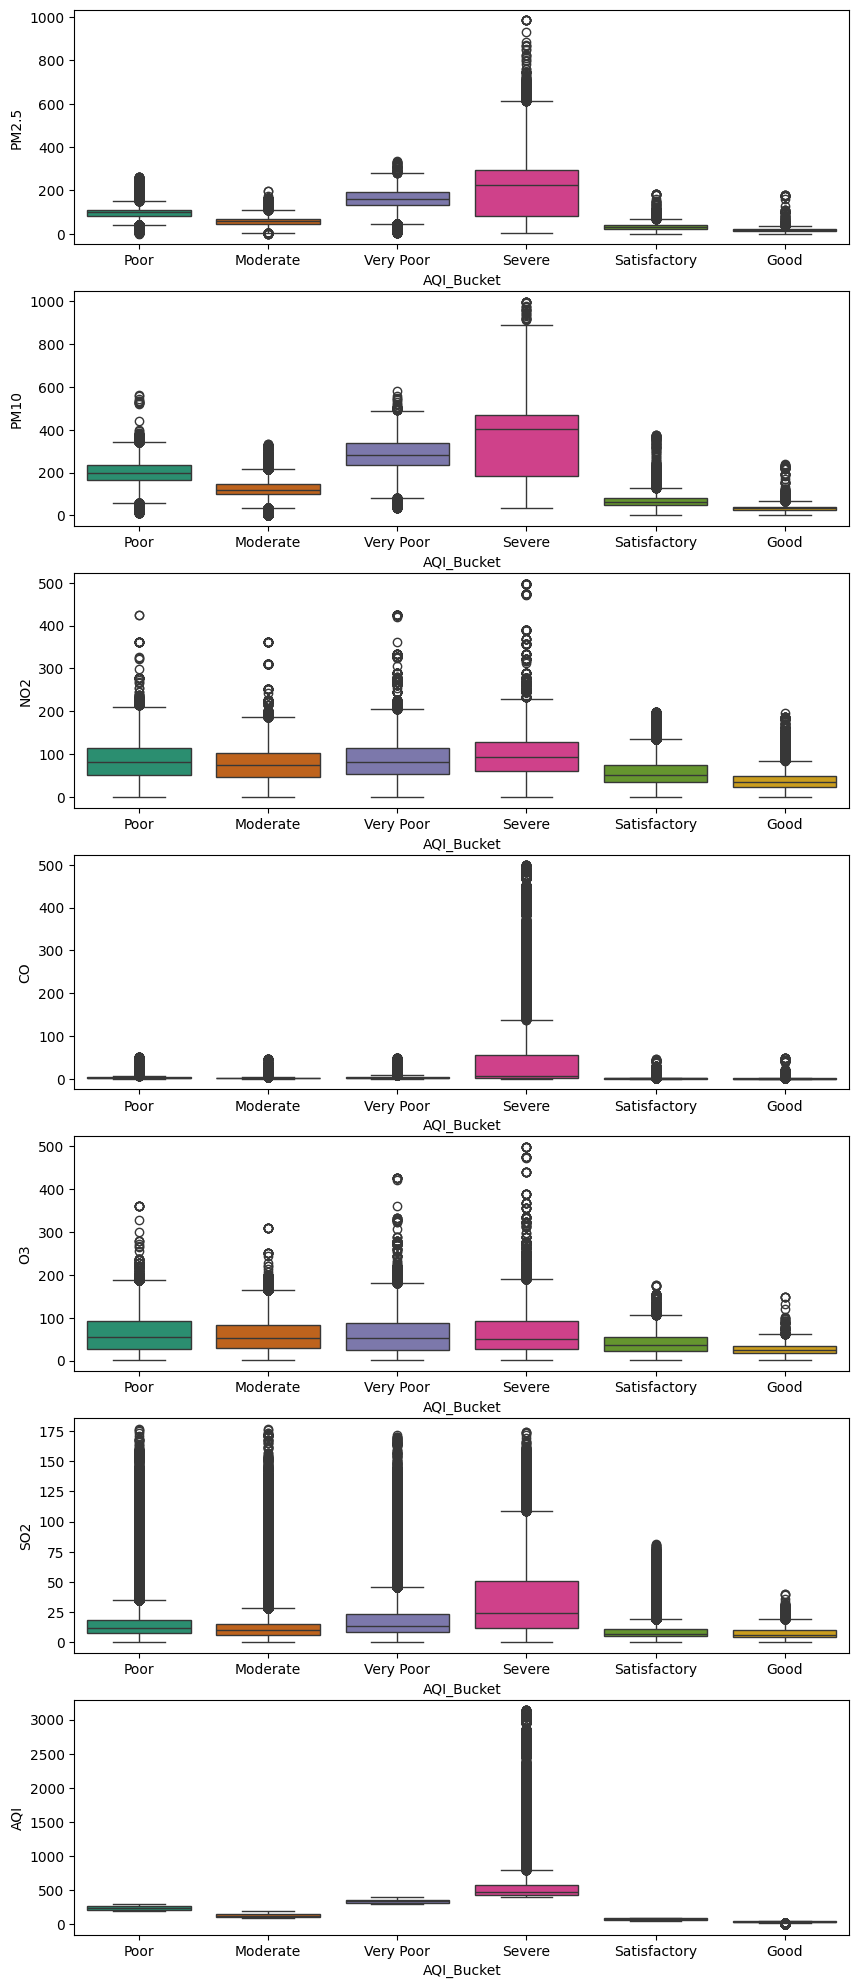 1000
800
600
400
200
0
PM2.5
Poor Moderate Very Poor Severe Satisfactory Good
AQI_Bucket
1000
800
600
400
200
0
PM10
Poor Moderate Very Poor Severe Satisfactory Good
AQI_Bucket
500
400
300
200
100
0
NO2
Poor Moderate Very Poor Severe Satisfactory Good
AQI_Bucket
500
400
300
200
100
0
CO
Poor Moderate Very Poor Severe Satisfactory Good
AQI_Bucket
500
400
300
200
100
0
O3
Poor Moderate Very Poor Severe Satisfactory Good
AQI_Bucket
175
150
125
100
75
50
25
0
SO2
Poor Moderate Very Poor Severe Satisfactory Good
AQI_Bucket
3000
2500
2000
1500
1000
500
0
AQI
Poor Moderate Very Poor Severe Satisfactory Good
AQI_Bucket